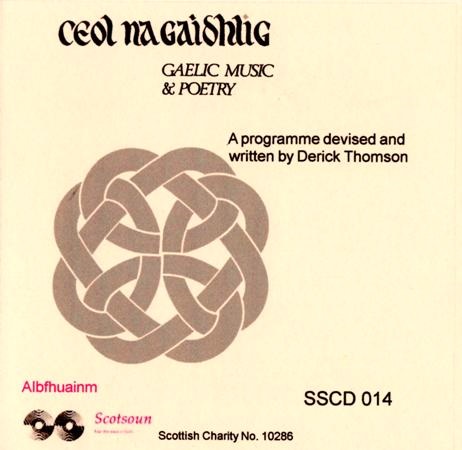 Ceol na Gaidhlig
GAELIC MUSIC
& POETRY
A programme devised and
written by Derick Thomson
Albfhuainm
SSCD 014
Scotsoun
Scottish Charity No. 10286